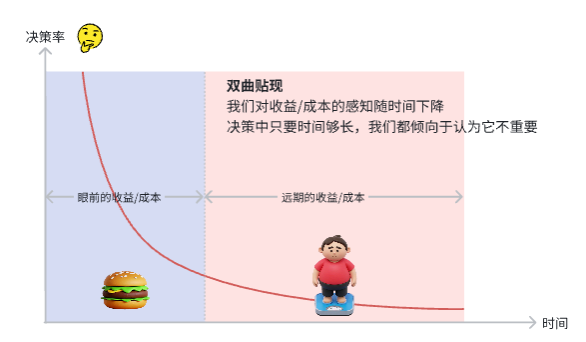 决策率
双曲贴现
我们对收益/成本的感知随时间下降
决策中只要时间够长，我们都倾向于认为它不重要
眼前的收益/成本
远期的收益/成本
时间